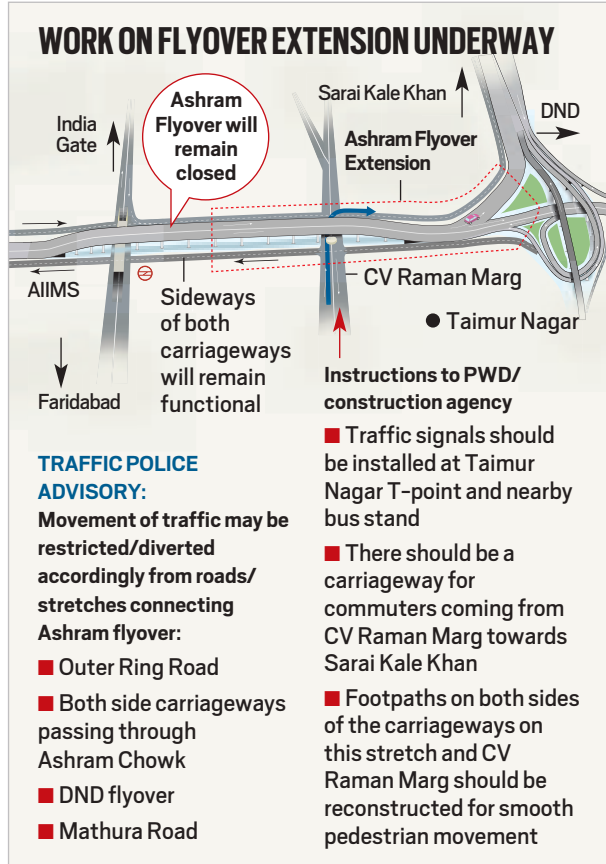 WORK ON FLYOVER EXTENSION UNDERWAY
Ashram
Flyover will
remain
closed
India
Gate
Sarai Kale Khan
DND
Ashram Flyover
Extension
AIIMS
Sideways
of both
carriageways
will remain
functional
CV Raman Marg
Taimur Nagar
Faridabad
TRAFFIC POLICE
ADVISORY:
Movement of traffic may be
restricted/diverted
accordingly from roads/
stretches connecting
Ashram flyover:
Outer Ring Road
Both side carriageways
passing through
Ashram Chowk
DND flyover
Mathura Road
Instructions to PWD/
construction agency
Traffic signals should
be installed at Taimur
Nagar T-point and nearby
bus stand
There should be a
carriageway for
commuters coming from
CV Raman Marg towards
Sarai Kale Khan
Footpaths on both sides
of the carriageways on
this stretch and CV
Raman Marg should be
reconstructed for smooth
pedestrian movement